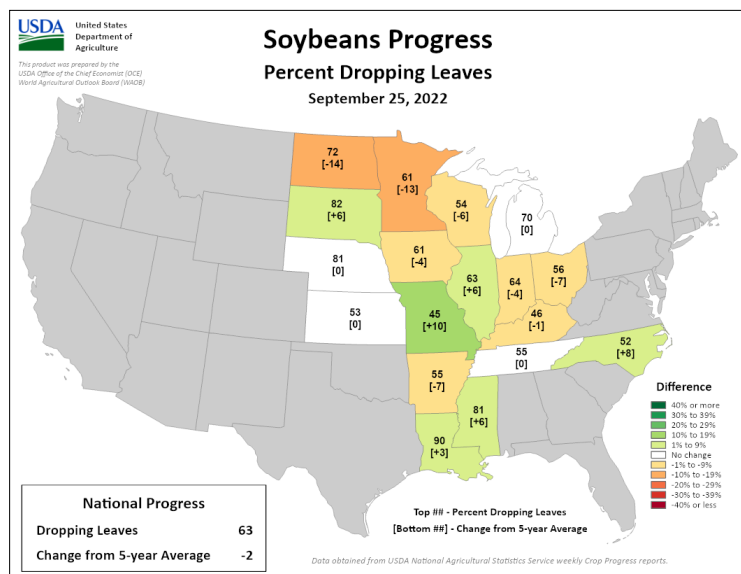 USDA
United States
Department of
Agriculture
This product was prepared by the
USDA Office of the Chief Economist (OCE)
World Agricultural Outlook Board (WAOB)
Soybeans Progress
Percent Dropping Leaves
September 25, 2022
72
[-14]
61
[-13]
82
[+6]
54
[-6]
70
[0]
81
[0]
61
[-4]
63
[+6]
64
[-4]
56
[-7]
53
[0]
45
[+10]
46
[-1]
55
[0]
52
[+8]
55
[-7]
81
[+6]
90
[+3]
Difference
40% or more
30% to 39%
20% to 29%
10% to 19%
1% to 9%
No change
-1% to -9%
-10% to -19%
-20% to -29%
-30% to -39%
-40% or less
National Progress
Dropping Leaves 63
Change from 5-year Average -2
Top ## - Percent Dropping Leaves
[Bottom ##] - Change from 5-year Average
Data obtained from USDA National Agricultural Statistics Service weekly Crop Progress reports.